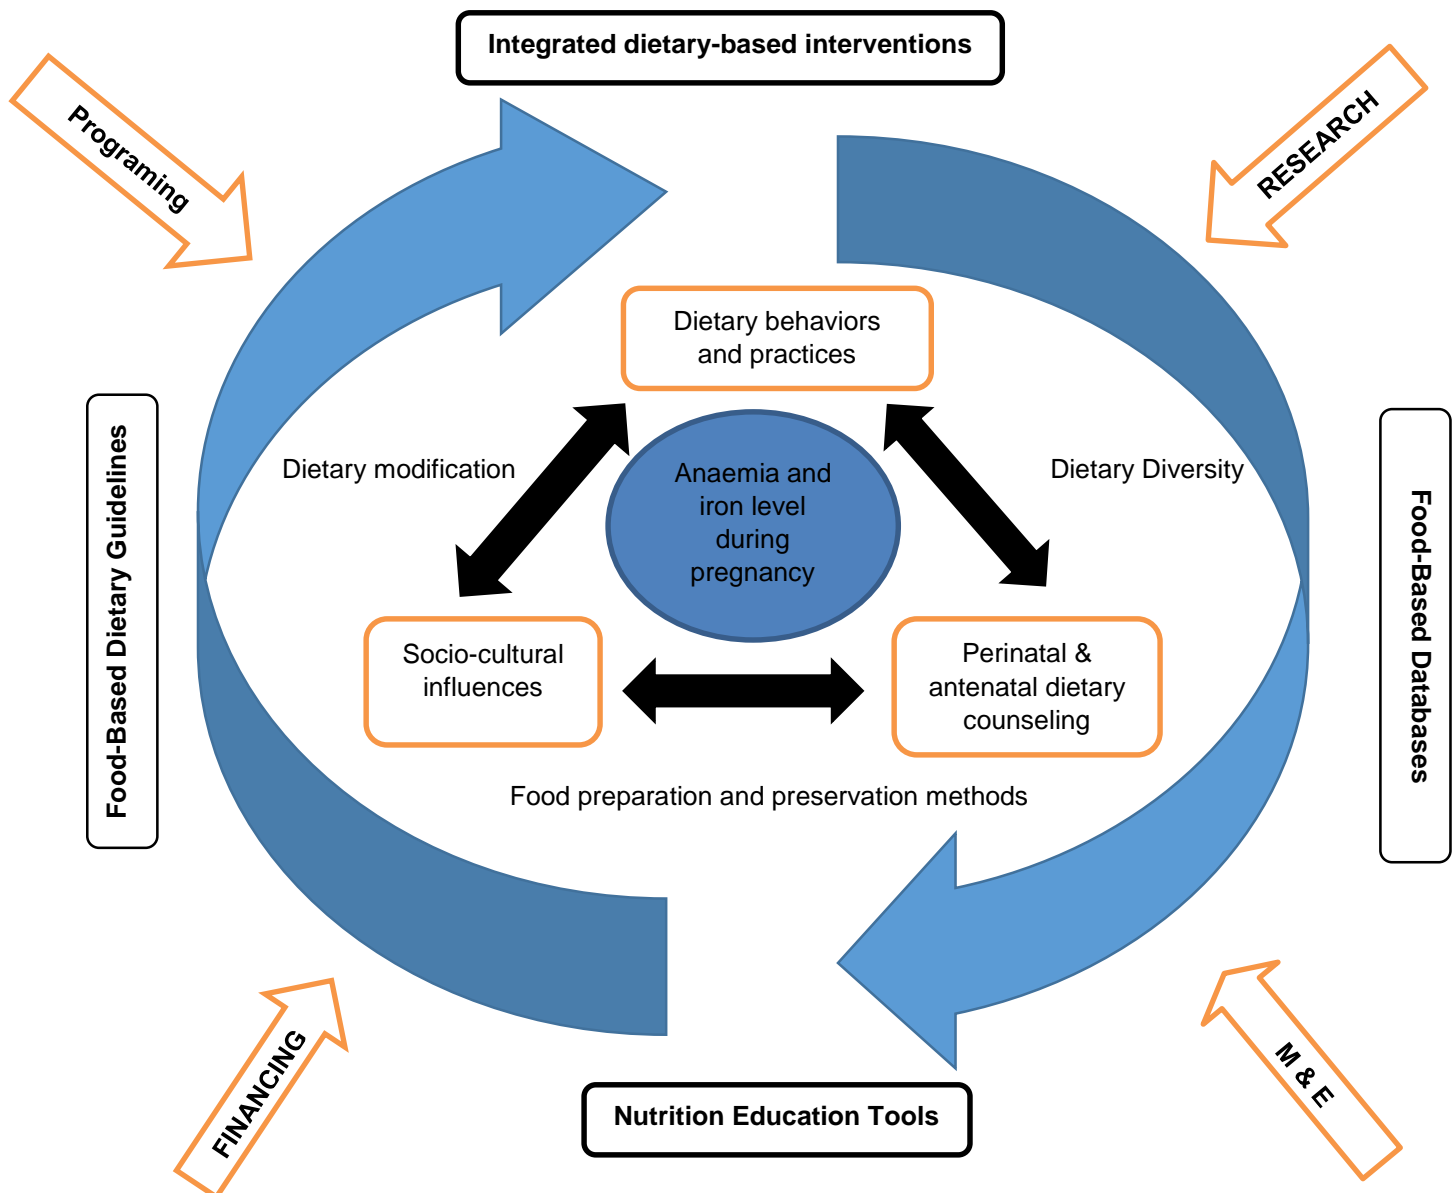 Integrated dietary-based interventions
Programing
RESEARCH
Dietary behaviors
and practices
Dietary modification
Anaemia and
iron level
during
pregnancy
Dietary Diversity
Food-Based Dietary Guidelines
Food-Based Databases
Socio-cultural
influences
Perinatal &
antenatal dietary
counseling
Food preparation and preservation methods
FINANCING
M & E
Nutrition Education Tools